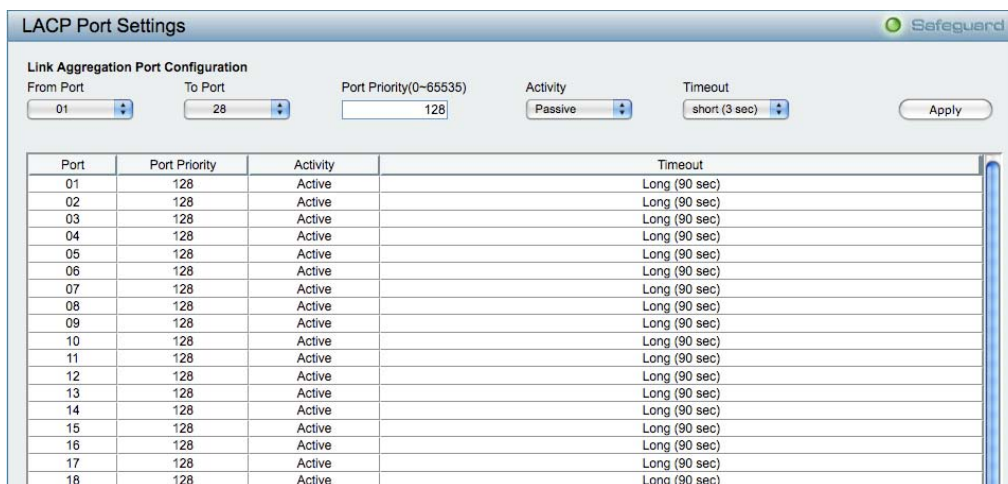 LACP Port Settings
Safeguard
Link Aggregation Port Configuration
From Port To Port Port Priority(0~65535) Activity Timeout
01 28 128 Passive short (3 sec) Apply
Port Port Priority Activity Timeout
01 128 Active Long (90 sec)
02 128 Active Long (90 sec)
03 128 Active Long (90 sec)
04 128 Active Long (90 sec)
05 128 Active Long (90 sec)
06 128 Active Long (90 sec)
07 128 Active Long (90 sec)
08 128 Active Long (90 sec)
09 128 Active Long (90 sec)
10 128 Active Long (90 sec)
11 128 Active Long (90 sec)
12 128 Active Long (90 sec)
13 128 Active Long (90 sec)
14 128 Active Long (90 sec)
15 128 Active Long (90 sec)
16 128 Active Long (90 sec)
17 128 Active Long (90 sec)
18 128 Active Long (90 sec)